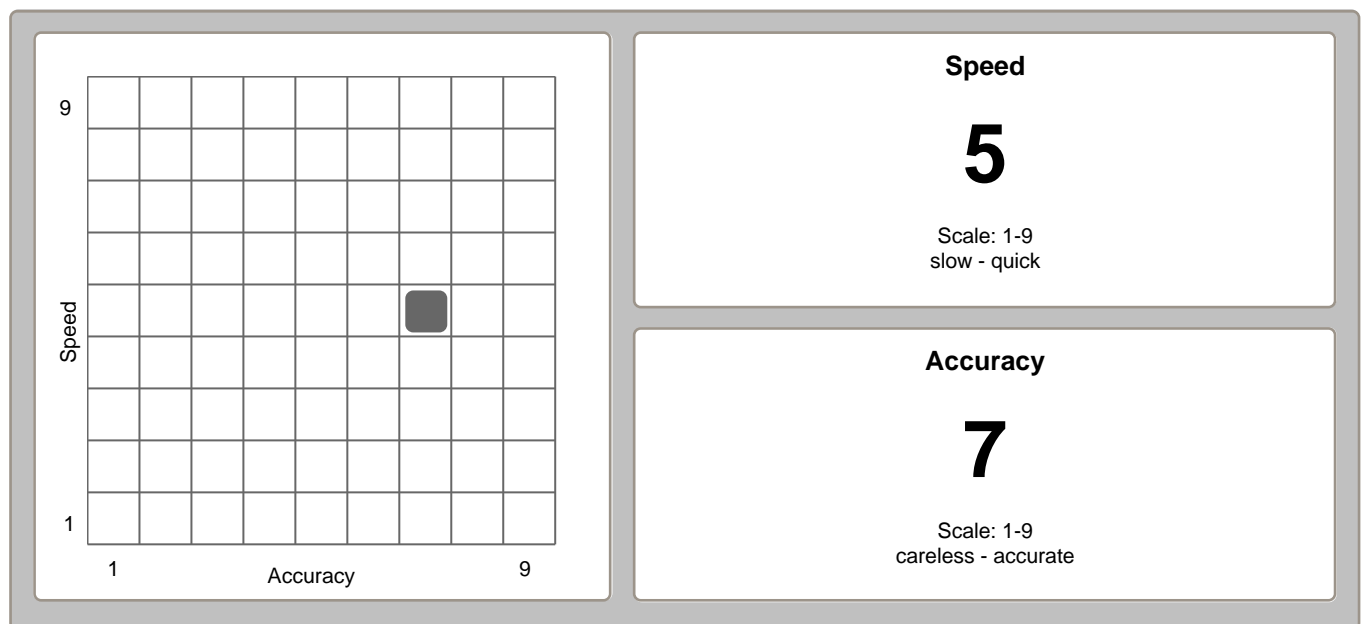 9
Speed
1
1
Accuracy
9
Speed
5
Scale: 1-9
slow - quick
Accuracy
7
Scale: 1-9
careless - accurate